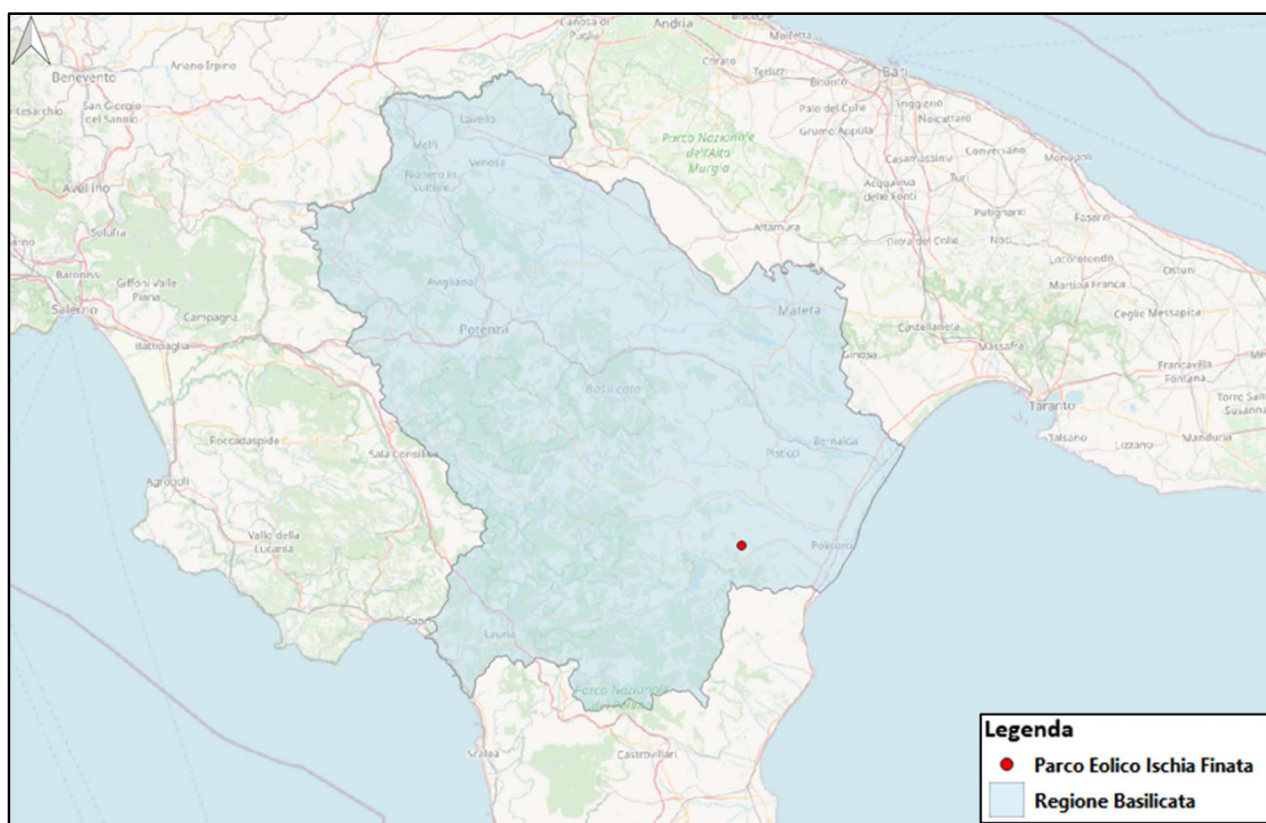 Andria
Canosa di
Puglie
Molfetta
Corato
Terlizzi
Bitonto
Bari
Ariano Irpino
Benevento
San Giorgio
del Sannio
Palo del Colle
Triggiano
Noicattaro
Grumo Appula
Parco Nazionale
dell'Alta
Murgia
Lavello
Melfi
Venosa
Rionero in
Vulture
Casamassima
Conversano
Monopoli
Turi
Acquaviva
delle Fonti
Putignano
Fasano
Avellino
Solofra
Altamura
Gioia del Colle
Noci
Locorotondo
Ostuni
Martina Franca
Baronissi
Giffoni Valle
Piana
Avigliano
Salerno
Campagna
Potenza
Matera
Ceglie Messapica
Castellaneta
Battipaglia
Ginosa
Massafra
Francavilla
Fontana
Basilicata
Taranto
Torre San
Susanna
Roccadaspide
Sala Consilina
Bernalda
Pisticci
Talsano
Lizzano
Manduria
Agropoli
Vallo della
Lucania
Policoro
Sapri
Lauria
Parco Nazionale
del Pollino
Scalea
Castrovillari
Legenda
Parco Eolico Ischia Finata
Regione Basilicata